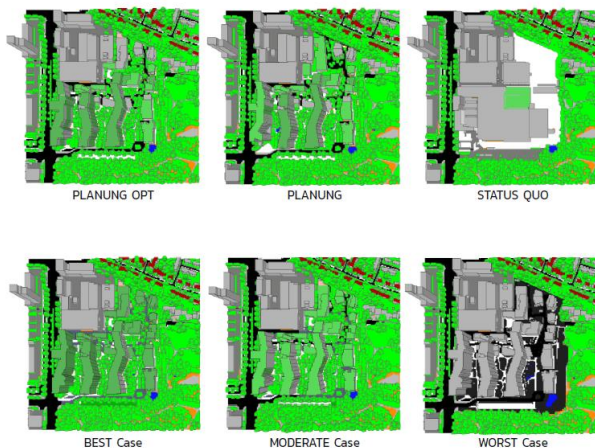 PLANUNG OPT
PLANUNG
STATUS QUO
BEST Case
MODERATE Case
WORST Case